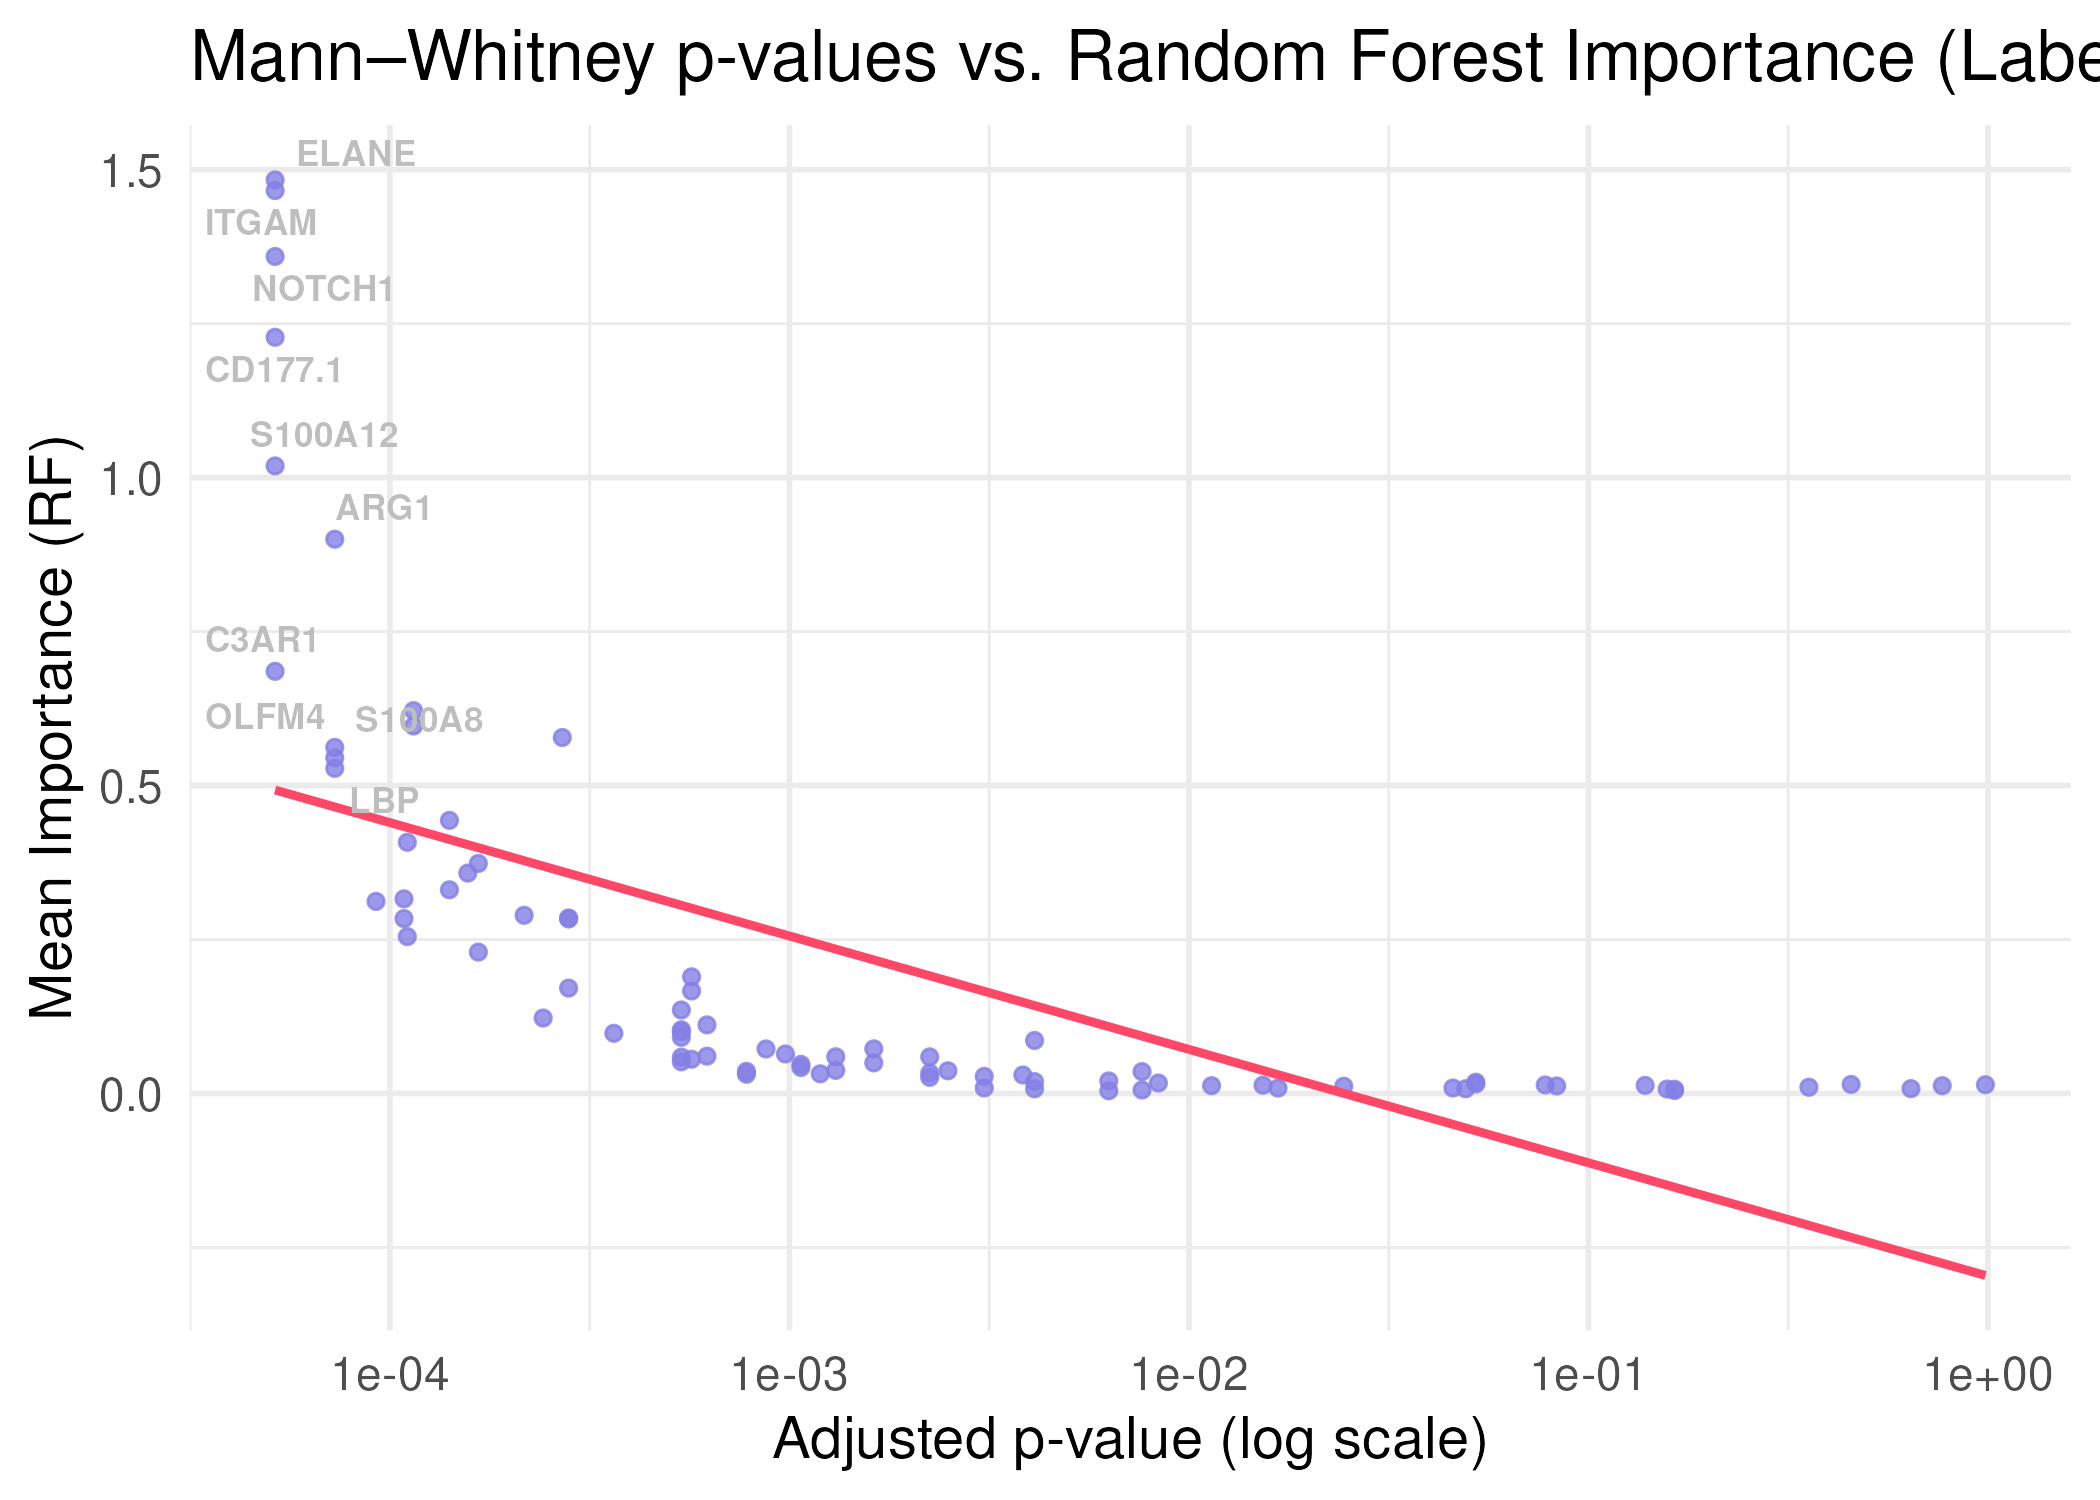 Mann–Whitney p-values vs. Random Forest Importance (Labe
Mean Importance (RF)
1.5
1.0
0.5
0.0
ELANE
ITGAM
NOTCH1
CD177.1
S100A12
ARG1
C3AR1
OLFM4
S100A8
LBP
1e-04
1e-03
1e-02
1e-01
1e+00
Adjusted p-value (log scale)